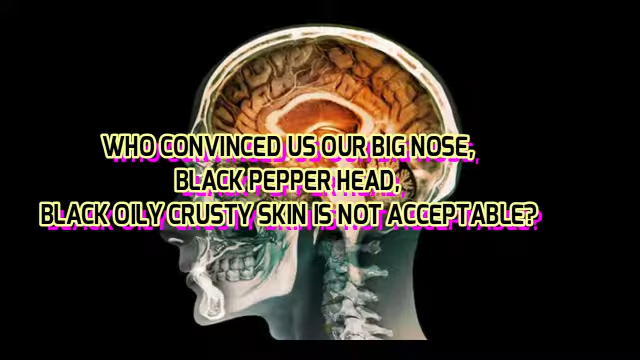 WHO CONVINCED US OUR BIG NOSE,
BLACK PEPPER HEAD,
BLACK OILY CRUSTY SKIN IS NOT ACCEPTABLE?